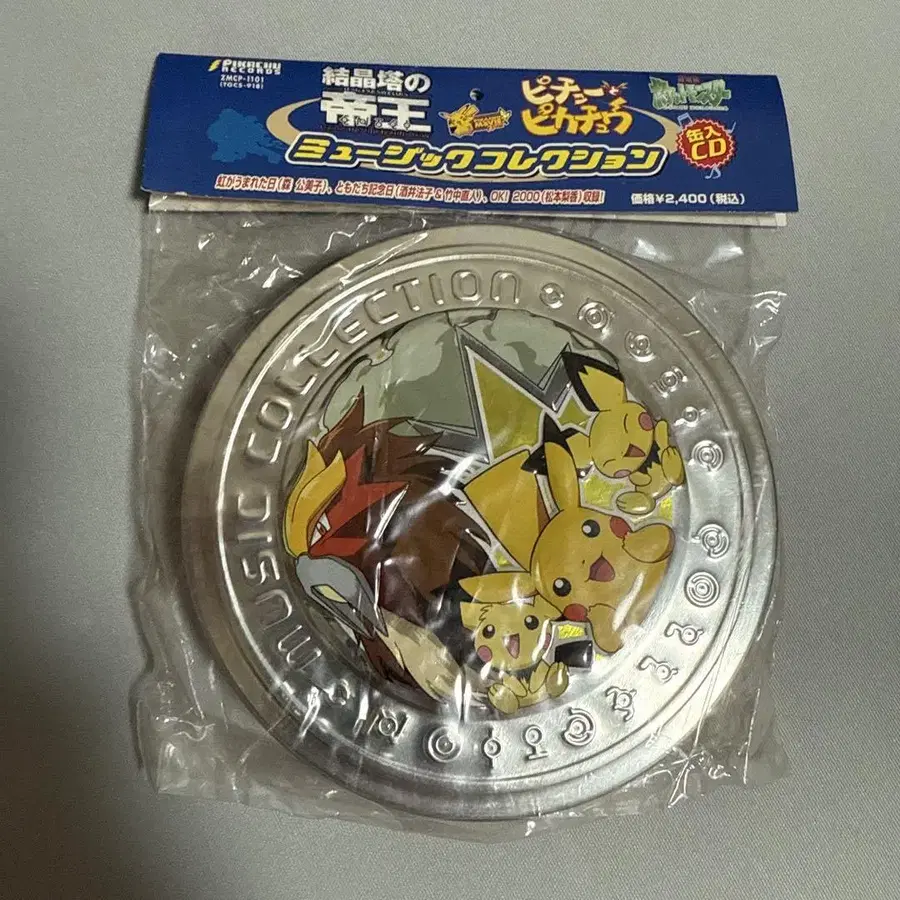 PIKACHU RECORDS
ZMCP-1101
(TGCS-918)
結晶塔の
帝王
ピチューと
ピカチュウ
劇場版
ポケットモンスター
缶入
CD
ミュージックコレクション
虹がうまれた日(森 公美子)、ともだち記念日(酒井法子&竹中直人)、OK! 2000(松本梨香)収録!
価格¥2,400(税込)
MUSIC COLLECTION